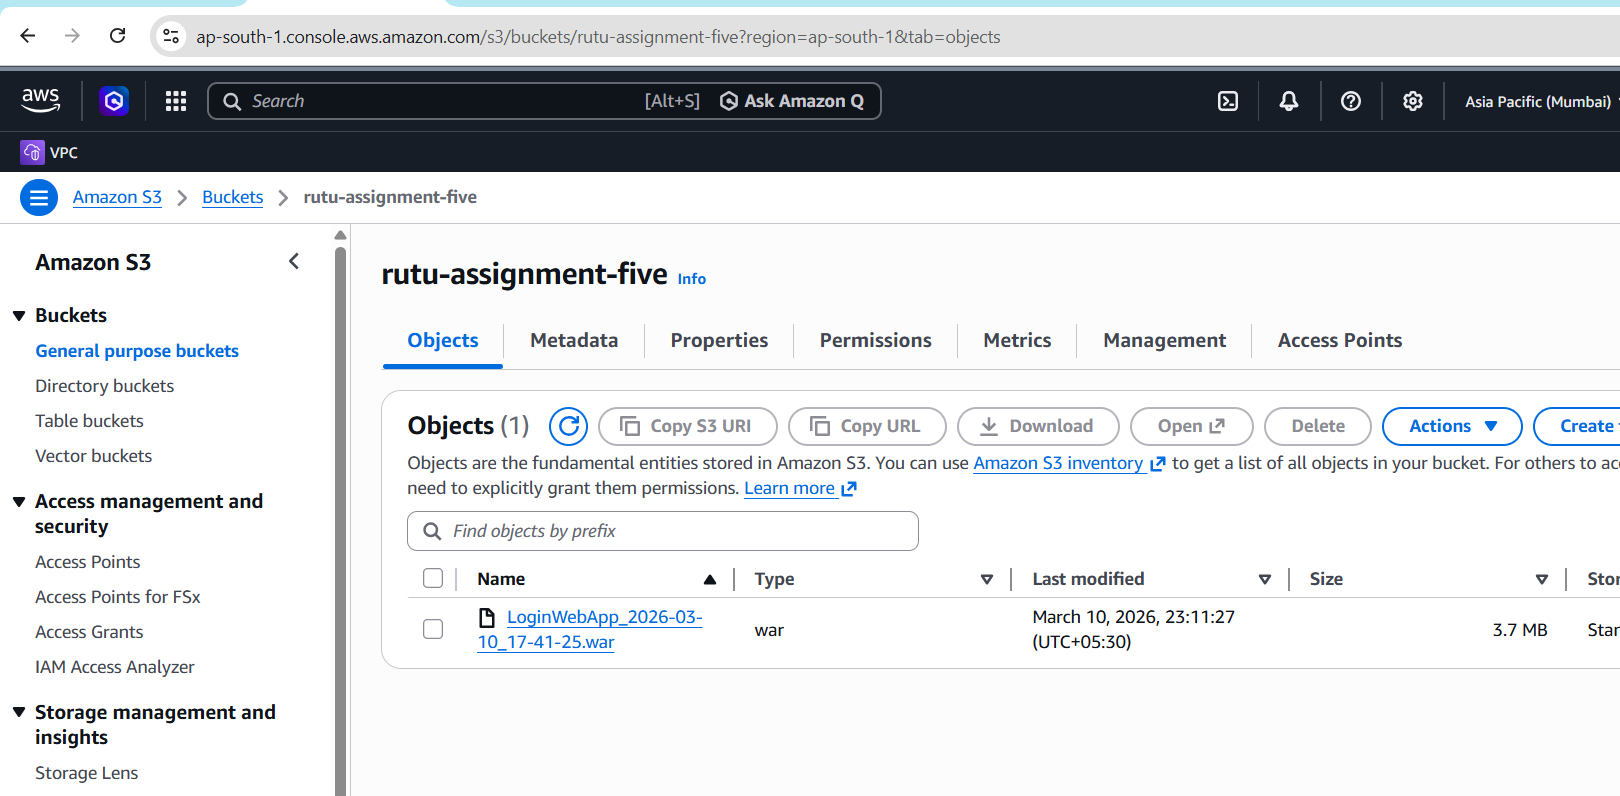 ap-south-1.console.aws.amazon.com/s3/buckets/rutu-assignment-five?region=ap-south-1&tab=objects
aws
Search [Alt+S] Ask Amazon Q
Asia Pacific (Mumbai)
VPC
Amazon S3 > Buckets > rutu-assignment-five
Amazon S3
Buckets
General purpose buckets
Directory buckets
Table buckets
Vector buckets
Access management and
security
Access Points
Access Points for FSx
Access Grants
IAM Access Analyzer
Storage management and
insights
Storage Lens
rutu-assignment-five Info
Objects Metadata Properties Permissions Metrics Management Access Points
Objects (1) Copy S3 URI Copy URL Download Open Delete Actions Create
Objects are the fundamental entities stored in Amazon S3. You can use Amazon S3 inventory to get a list of all objects in your bucket. For others to
need to explicitly grant them permissions. Learn more
Find objects by prefix
Name Type Last modified Size
LoginWebApp_2026-03-
10_17-41-25.war
war
March 10, 2026, 23:11:27
(UTC+05:30)
3.7 MB